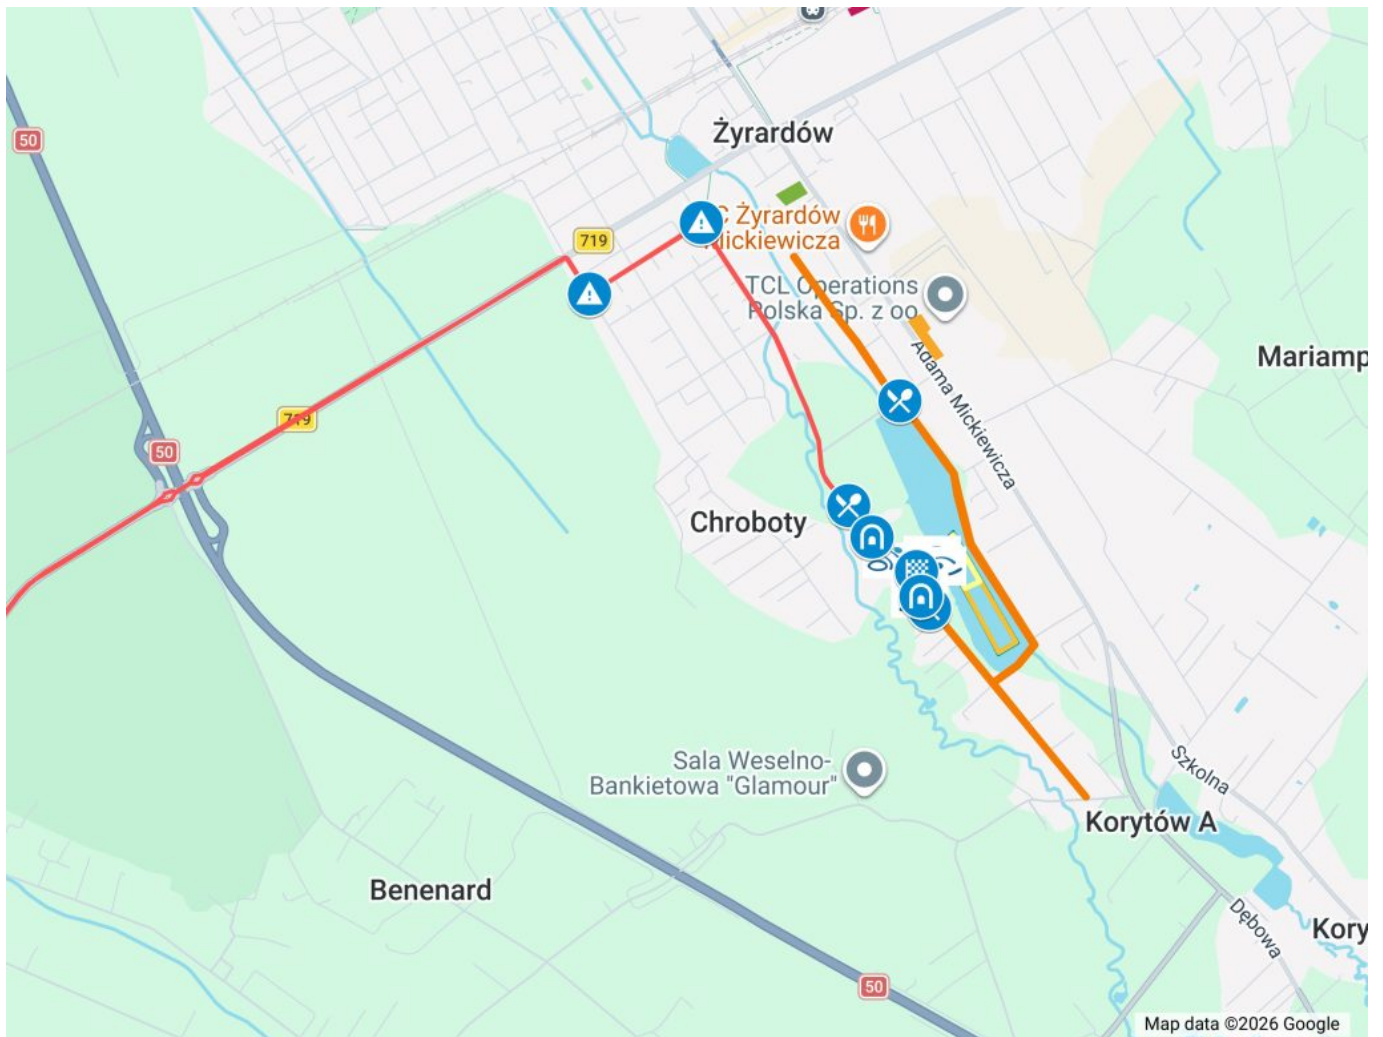 Żyrardów
50
C Żyrardów
Mickiewicza
719
TCL Operations
Polska Sp. z oo
Adama Mickiewicza
Mariamp
719
50
Chroboty
Sala Weselno-
Bankietowa "Glamour"
Szkolna
Korytów A
Benenard
Dębowa
Kory
50
Map data ©2026 Google